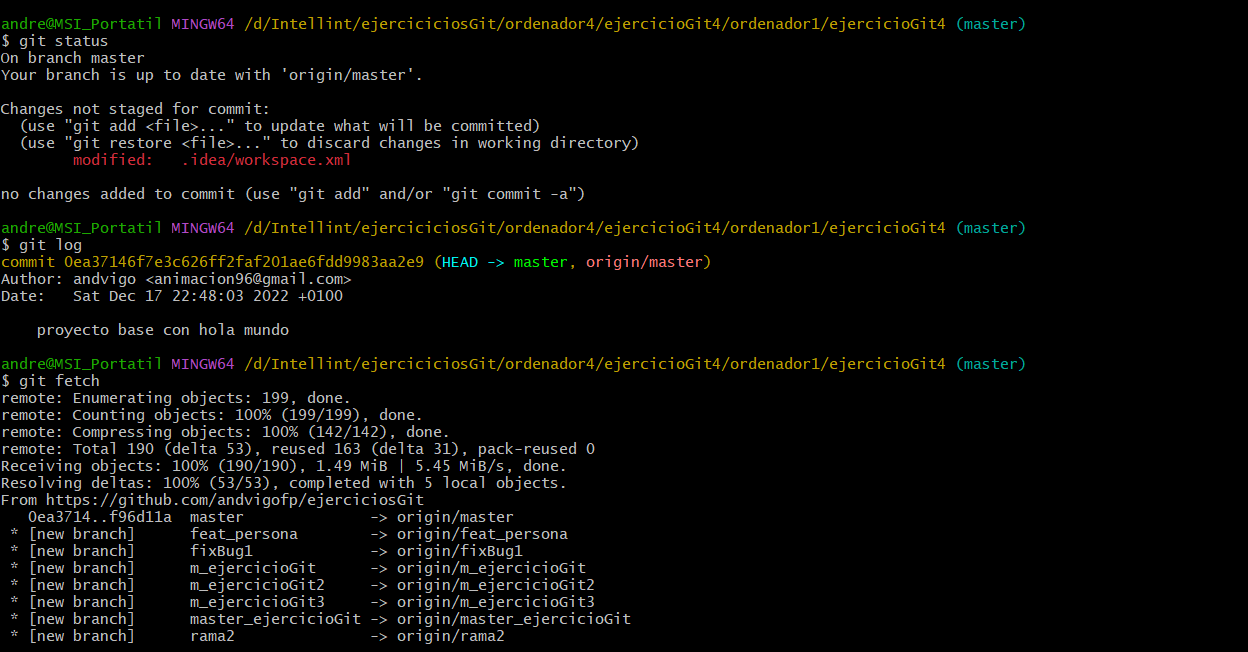 andre@MSI_Portatil MINGW64 /d/Intellint/ejerciciciosGit/ordenador4/ejercicioGit4/ordenador1/ejercicioGit4 (master)
$ git status
On branch master
Your branch is up to date with 'origin/master'.
Changes not staged for commit:
  (use "git add <file>..." to update what will be committed)
  (use "git restore <file>..." to discard changes in working directory)
        modified:   .idea/workspace.xml
no changes added to commit (use "git add" and/or "git commit -a")
andre@MSI_Portatil MINGW64 /d/Intellint/ejerciciciosGit/ordenador4/ejercicioGit4/ordenador1/ejercicioGit4 (master)
$ git log
commit 0ea37146f7e3c626ff2faf201ae6fdd9983aa2e9 (HEAD -> master, origin/master)
Author: andvigo <animacion96@gmail.com>
Date:   Sat Dec 17 22:48:03 2022 +0100
    proyecto base con hola mundo
andre@MSI_Portatil MINGW64 /d/Intellint/ejerciciciosGit/ordenador4/ejercicioGit4/ordenador1/ejercicioGit4 (master)
$ git fetch
remote: Enumerating objects: 199, done.
remote: Counting objects: 100% (199/199), done.
remote: Compressing objects: 100% (142/142), done.
remote: Total 190 (delta 53), reused 163 (delta 31), pack-reused 0
Receiving objects: 100% (190/190), 1.49 MiB | 5.45 MiB/s, done.
Resolving deltas: 100% (53/53), completed with 5 local objects.
From https://github.com/andvigofp/ejerciciosGit
   0ea3714..f96d11a  master              -> origin/master
 * [new branch]      feat_persona        -> origin/feat_persona
 * [new branch]      fixBug1             -> origin/fixBug1
 * [new branch]      m_ejercicioGit      -> origin/m_ejercicioGit
 * [new branch]      m_ejercicioGit2     -> origin/m_ejercicioGit2
 * [new branch]      m_ejercicioGit3     -> origin/m_ejercicioGit3
 * [new branch]      master_ejercicioGit -> origin/master_ejercicioGit
 * [new branch]      rama2               -> origin/rama2